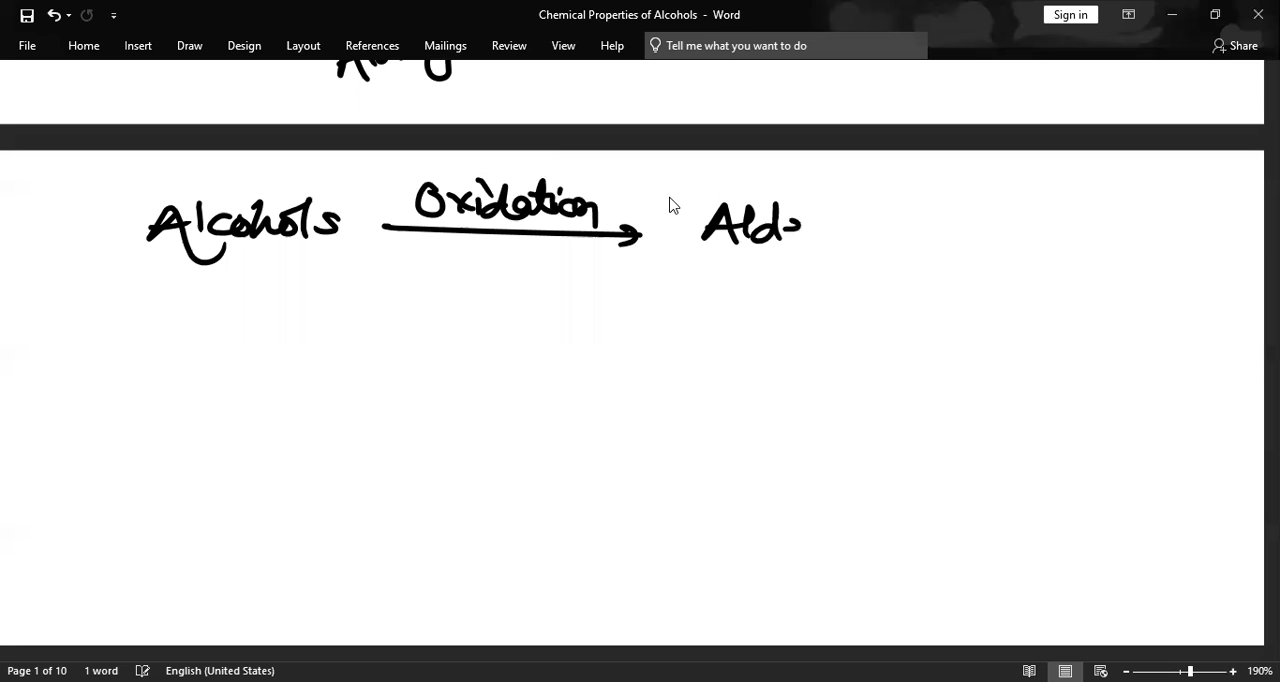 Chemical Properties of Alcohols - Word
Sign in
File Home Insert Draw Design Layout References Mailings Review View Help Tell me what you want to do Share
Oxidation
Alcohols Alde
Page 1 of 10 1 word English (United States) 190%